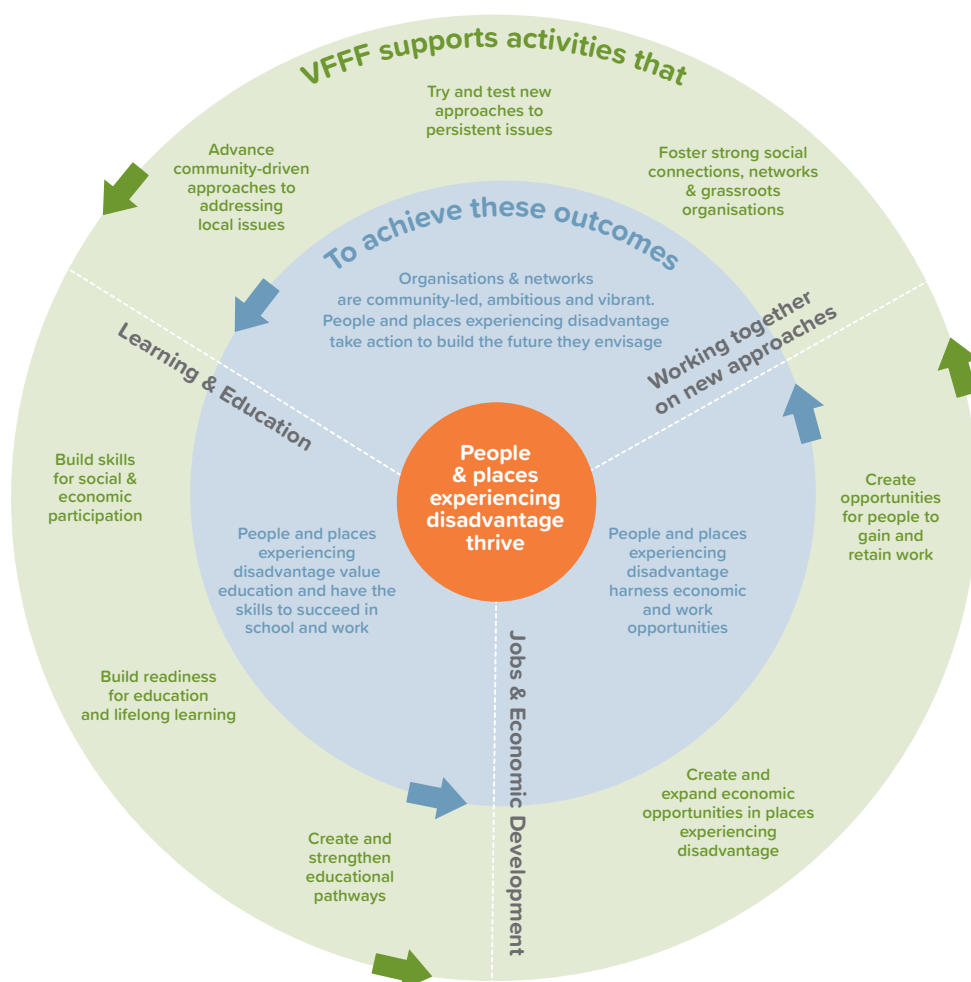 VFFF supports activities that
Try and test new
approaches to
persistent issues
Advance
community-driven
approaches to
addressing
local issues
Foster strong social
connections, networks
& grassroots
organisations
To achieve these outcomes
Organisations & networks
are community-led, ambitious and vibrant.
People and places experiencing disadvantage
take action to build the future they envisage
Working together
on new approaches
Learning & Education
People
& places
experiencing
disadvantage
thrive
Build skills
for social &
economic
participation
Create
opportunities
for people to
gain and
retain work
People and places
experiencing
disadvantage value
education and have the
skills to succeed in
school and work
People and places
experiencing
disadvantage
harness economic
and work
opportunities
Jobs & Economic Development
Build readiness
for education
and lifelong learning
Create and
expand economic
opportunities in places
experiencing
disadvantage
Create and
strengthen
educational
pathways